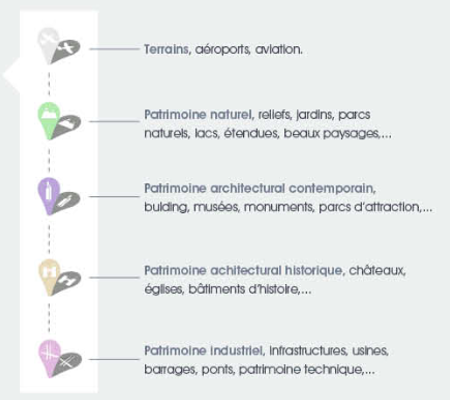 Terrains, aéroports, aviation.
Patrimoine naturel, reliefs, jardins, parcs
naturels, lacs, étendues, beaux paysages,...
Patrimoine architectural contemporain,
bulding, musées, monuments, parcs d'attraction,...
Patrimoine achitectural historique, châteaux,
églises, bâtiments d'histoire,...
Patrimoine industriel, infrastructures, usines,
barrages, ponts, patrimoine technique,...